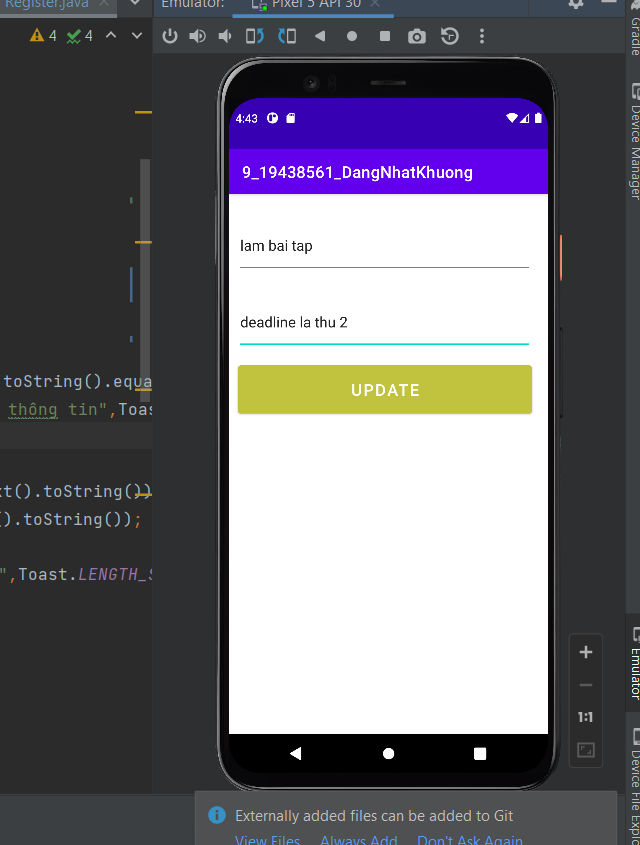 Register.java
Emulator:
Pixel 5 API 30
4
4
4:43
9_19438561_DangNhatKhuong
lam bai tap
deadline la thu 2
UPDATE
toString().equa
thông tin",Toas
t().toString())
().toString());
",Toast.LENGTH_S
1:1
Gradle
Device Manager
Emulator
Device File Explo
Externally added files can be added to Git
View Files
Always Add
Don't Ask Again